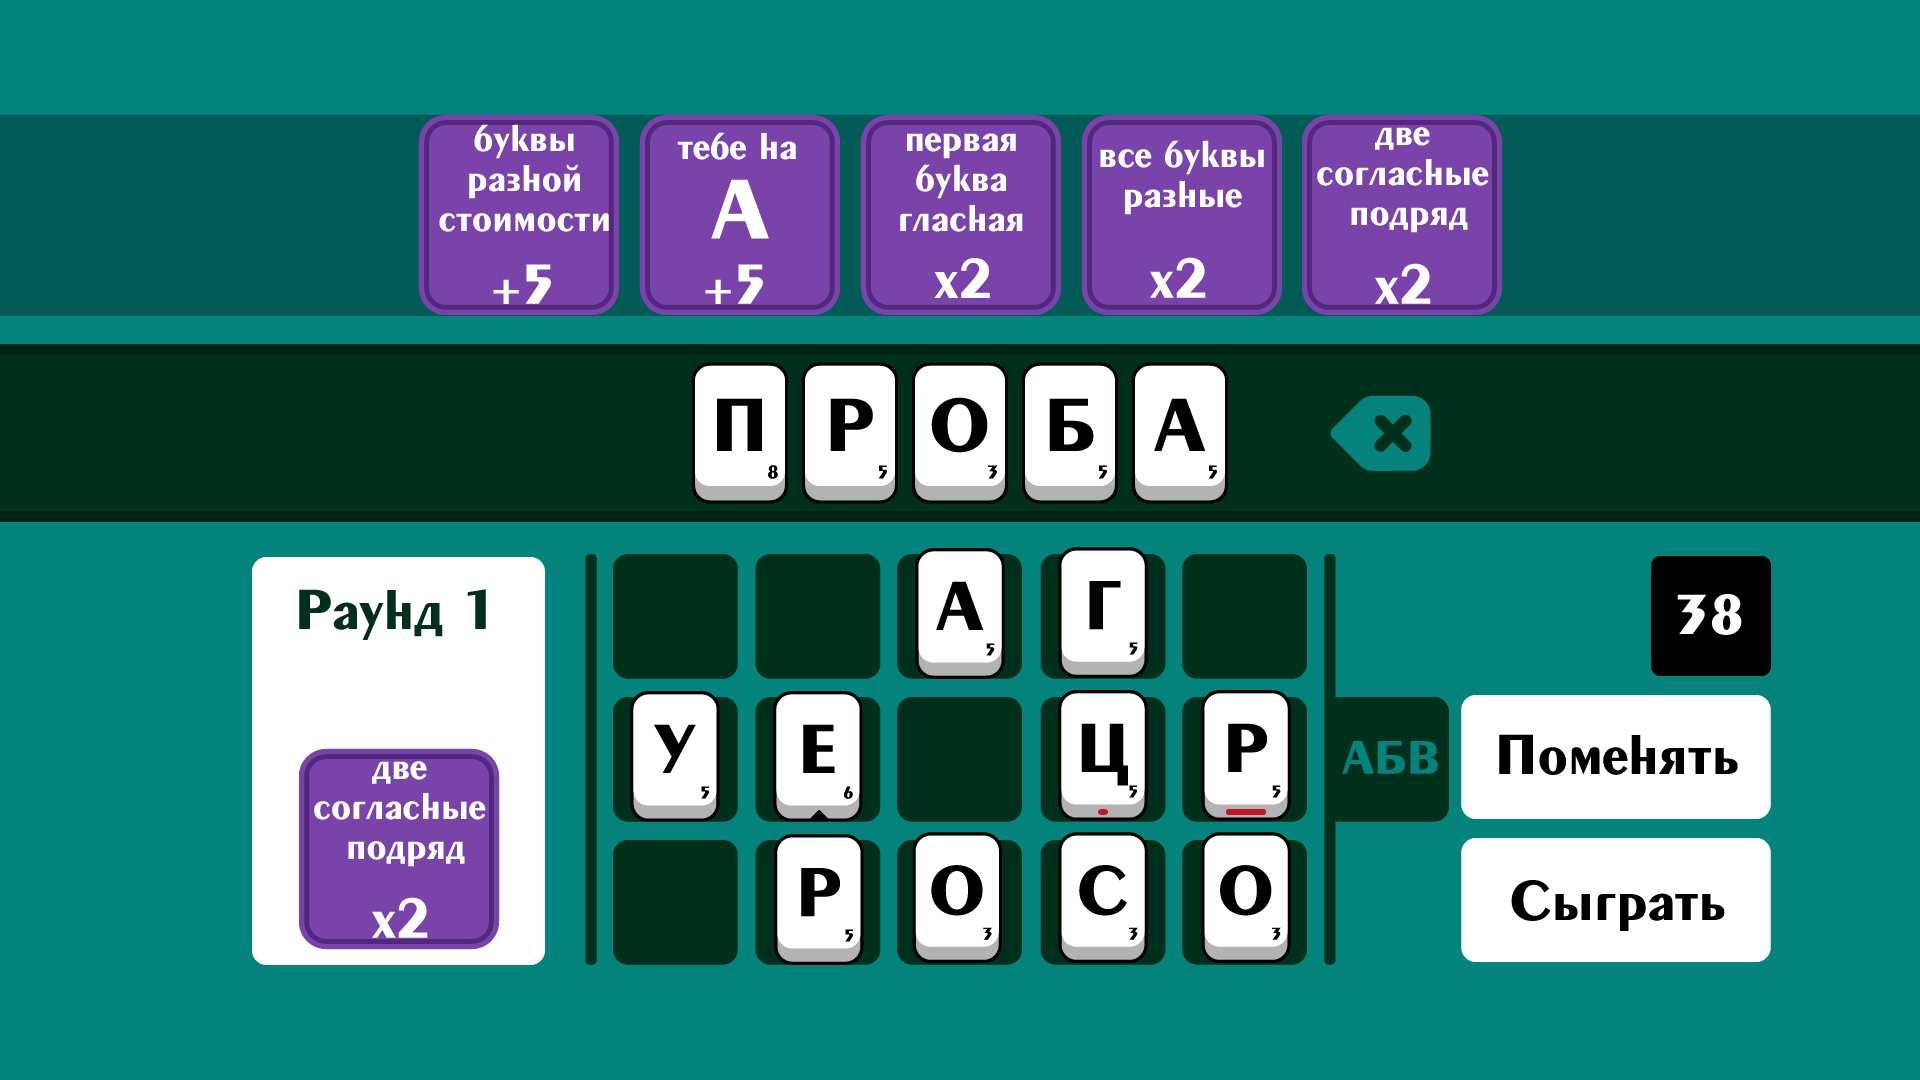 буквы
разной
стоимости
+5
тебе на
А
+5
первая
буква
гласная
x2
все буквы
разные
x2
две
согласные
подряд
x2
П 8 Р 5 О 3 Б 5 А 5
Раунд 1
две
согласные
подряд
x2
А 5 Г 5
У 5 Е 6 Ц 5 Р 5
Р 5 О 3 С 3 О 3
АБВ
38
Поменять
Сыграть